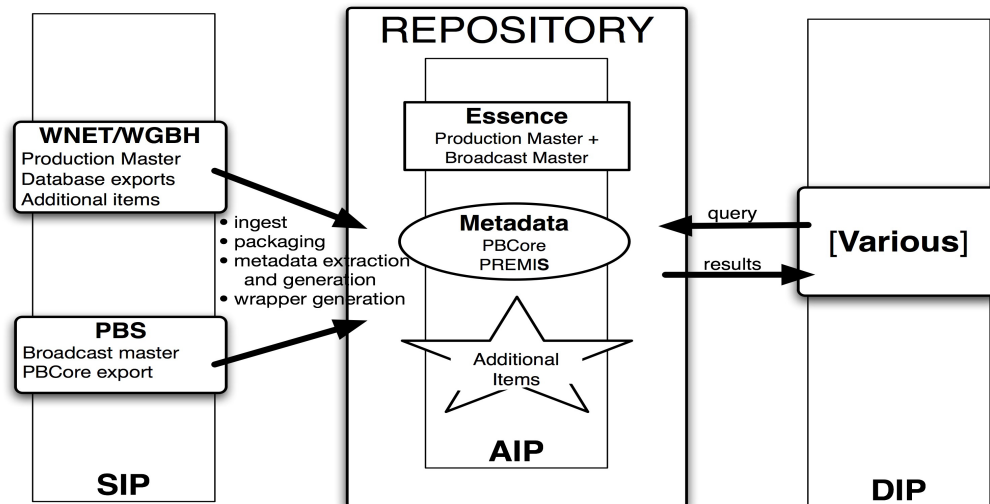 WNET/WGBH
Production Master
Database exports
Additional items
PBS
Broadcast master
PBCore export
SIP
• ingest
• packaging
• metadata extraction
and generation
• wrapper generation
REPOSITORY
Essence
Production Master +
Broadcast Master
Metadata
PBCore
PREMIS
Additional
Items
AIP
query
results
[Various]
DIP